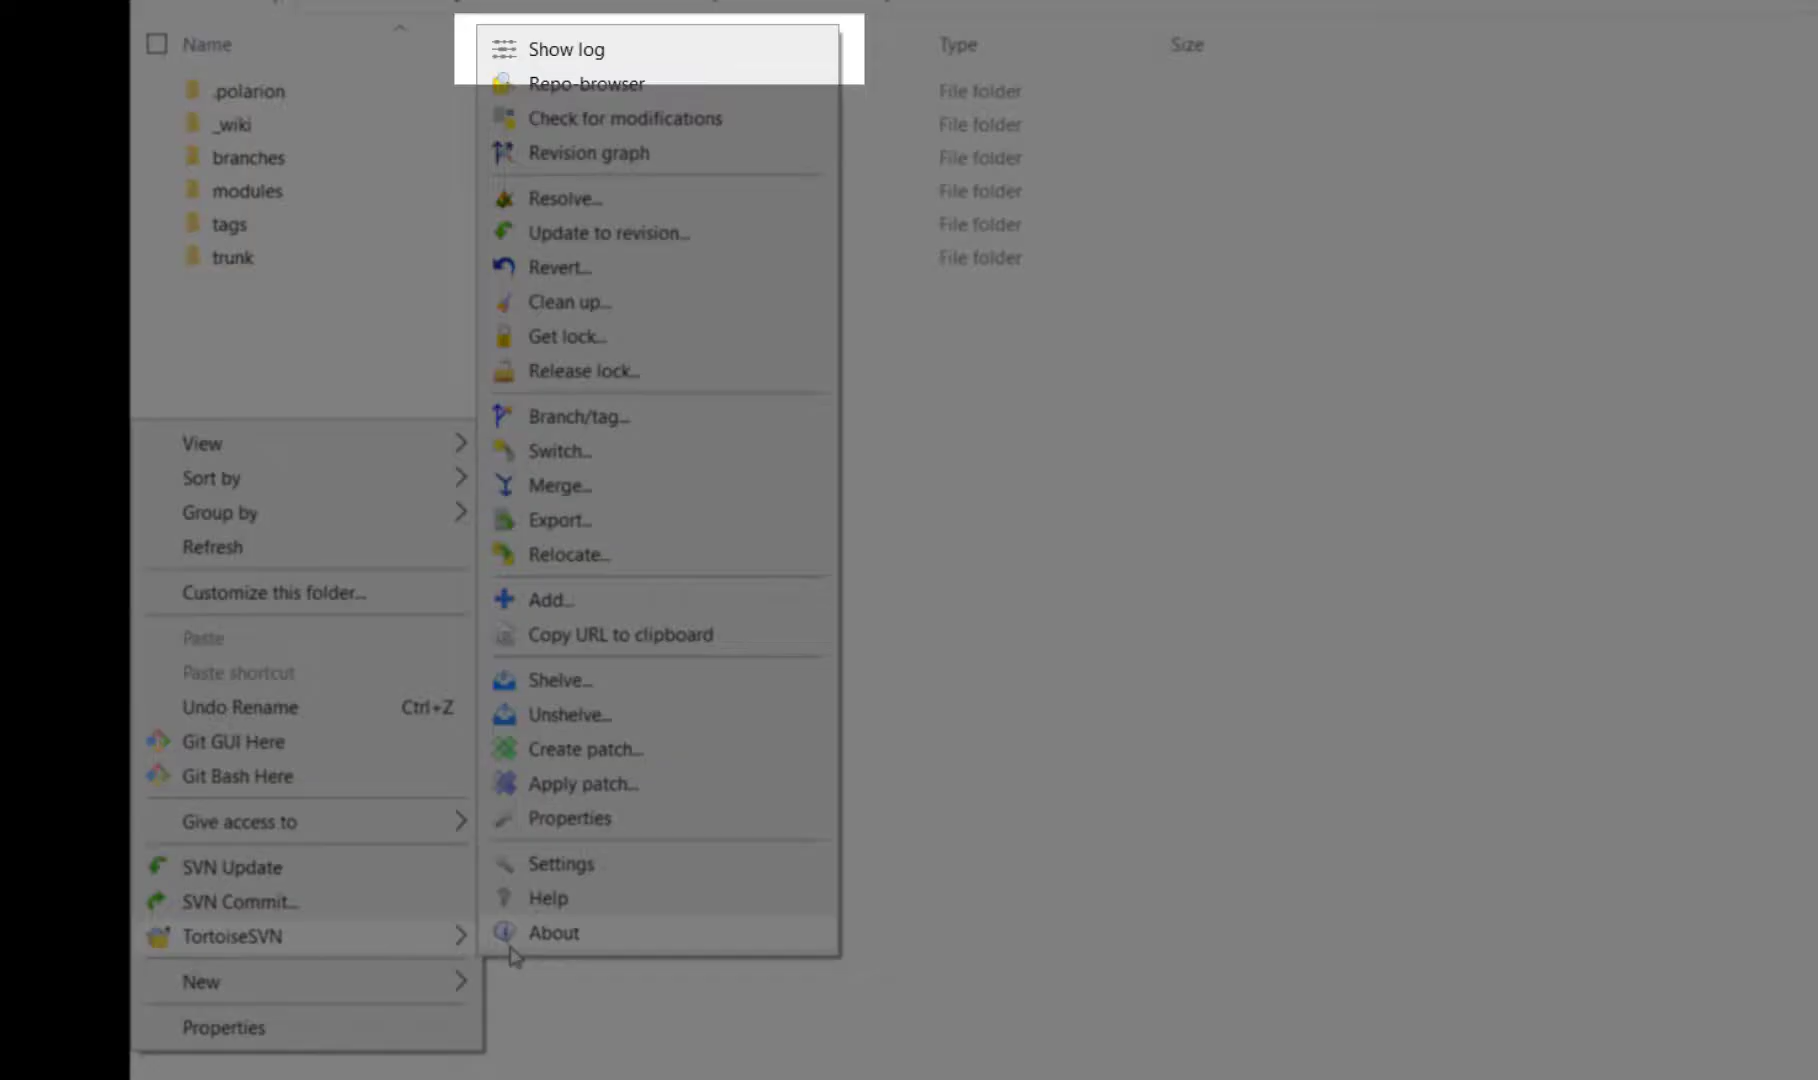 Name
Type
Size
.polarion
File folder
_wiki
File folder
branches
File folder
modules
File folder
tags
File folder
trunk
File folder
View
Sort by
Group by
Refresh
Customize this folder...
Paste
Paste shortcut
Undo Rename Ctrl+Z
Git GUI Here
Git Bash Here
Give access to
SVN Update
SVN Commit...
TortoiseSVN
New
Properties
Show log
Repo-browser
Check for modifications
Revision graph
Resolve...
Update to revision...
Revert...
Clean up...
Get lock...
Release lock...
Branch/tag...
Switch...
Merge...
Export...
Relocate...
Add...
Copy URL to clipboard
Shelve...
Unshelve...
Create patch...
Apply patch...
Properties
Settings
Help
About